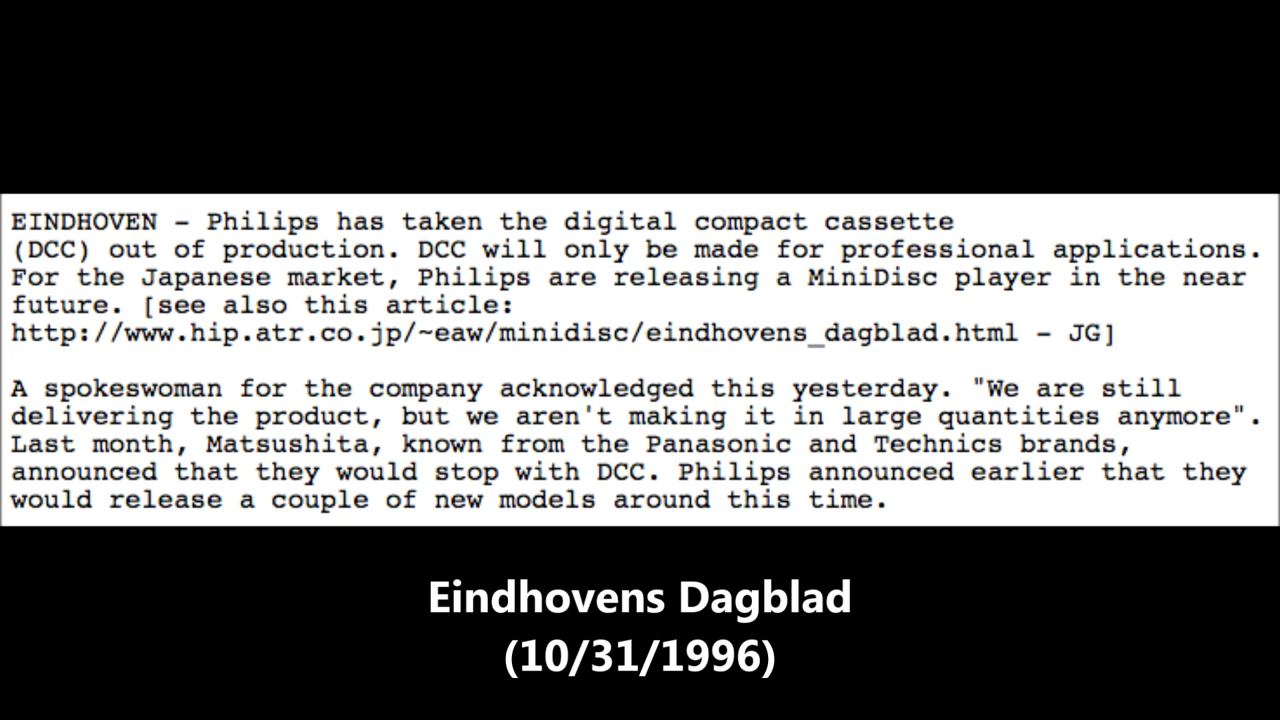 EINDHOVEN - Philips has taken the digital compact cassette
(DCC) out of production. DCC will only be made for professional applications.
For the Japanese market, Philips are releasing a MiniDisc player in the near
future. [see also this article:
http://www.hip.atr.co.jp/~eaw/minidisc/eindhovens_dagblad.html - JG]
A spokeswoman for the company acknowledged this yesterday. "We are still
delivering the product, but we aren't making it in large quantities anymore".
Last month, Matsushita, known from the Panasonic and Technics brands,
announced that they would stop with DCC. Philips announced earlier that they
would release a couple of new models around this time.
Eindhovens Dagblad
(10/31/1996)